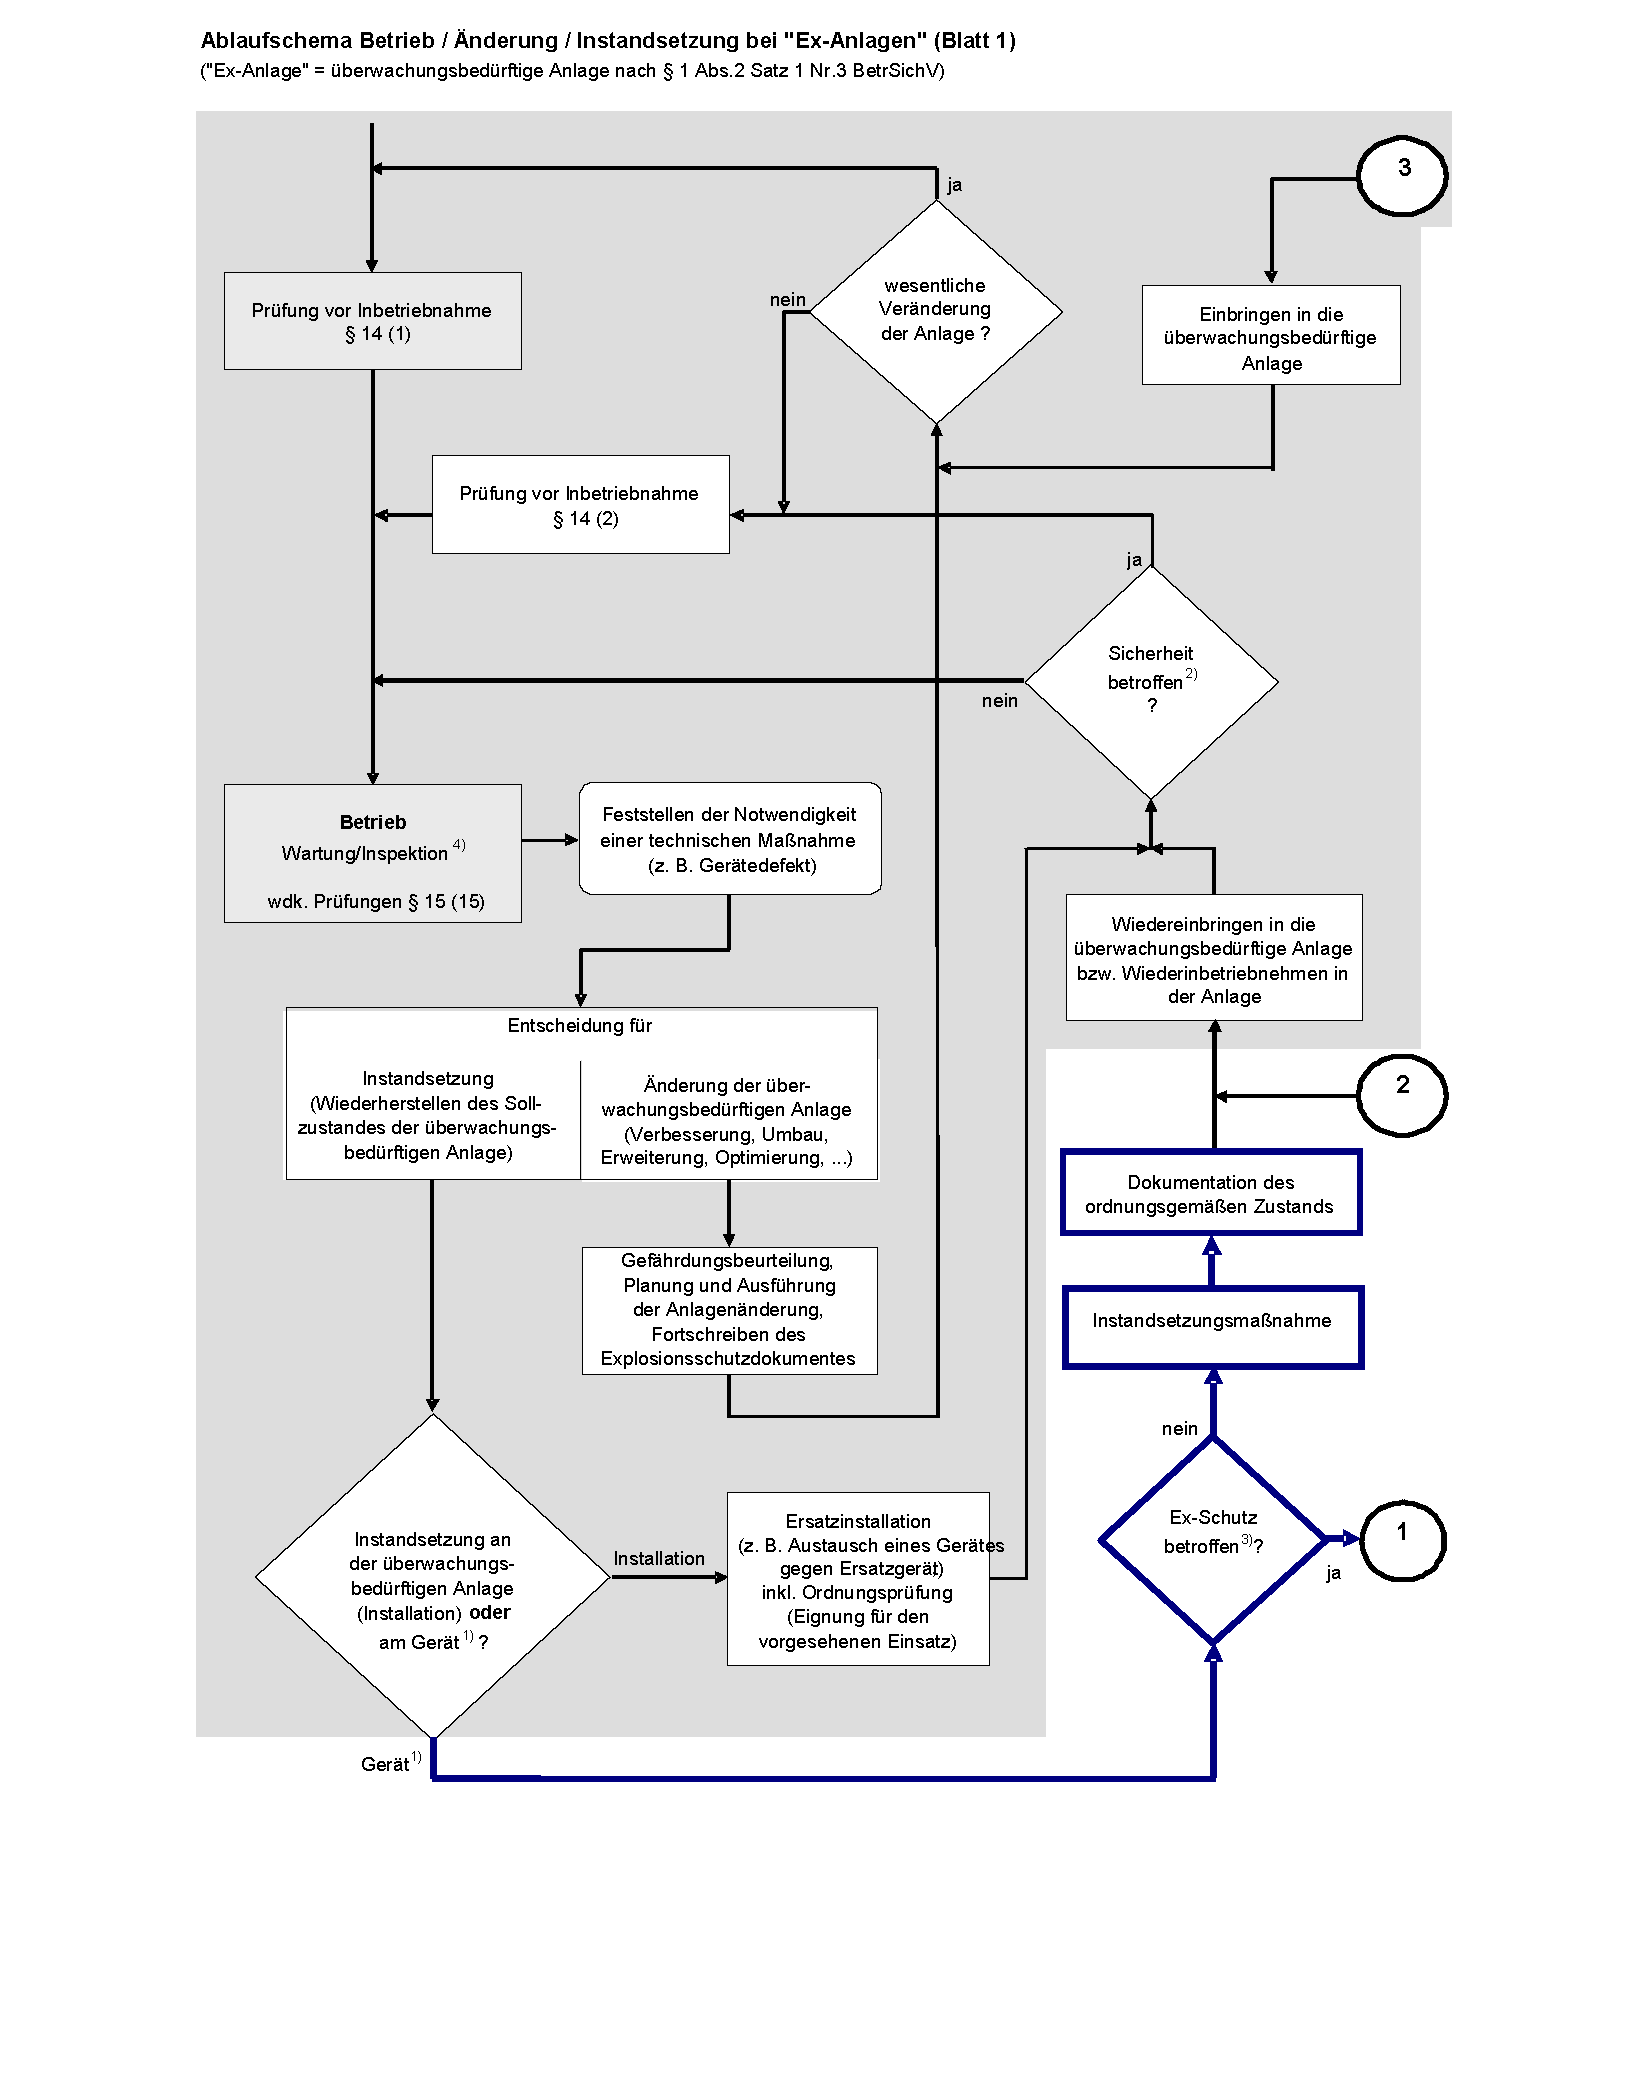 Ablaufschema Betrieb / Änderung / Instandsetzung bei "Ex-Anlagen" (Blatt 1)
("Ex-Anlage" = überwachungsbedürftige Anlage nach § 1 Abs.2 Satz 1 Nr.3 BetrSichV)
3
ja
wesentliche
Veränderung
der Anlage ?
nein
Prüfung vor Inbetriebnahme
§ 14 (1)
Einbringen in die
überwachungsbedürftige
Anlage
Prüfung vor Inbetriebnahme
§ 14 (2)
ja
Sicherheit
betroffen 2)
?
nein
Betrieb
Wartung/Inspektion 4)
wdk. Prüfungen § 15 (15)
Feststellen der Notwendigkeit
einer technischen Maßnahme
(z. B. Gerätedefekt)
Wiedereinbringen in die
überwachungsbedürftige Anlage
bzw. Wiederinbetriebnehmen in
der Anlage
Entscheidung für
Instandsetzung
(Wiederherstellen des Soll-
zustandes der überwachungs-
bedürftigen Anlage)
Änderung der über-
wachungsbedürftigen Anlage
(Verbesserung, Umbau,
Erweiterung, Optimierung, ...)
2
Dokumentation des
ordnungsgemäßen Zustands
Gefährdungsbeurteilung,
Planung und Ausführung
der Anlagenänderung,
Fortschreiben des
Explosionsschutzdokumentes
Instandsetzungsmaßnahme
nein
Ex-Schutz
betroffen3)?
ja
1
Instandsetzung an
der überwachungs-
bedürftigen Anlage
(Installation) oder
am Gerät 1) ?
Installation
Ersatzinstallation
(z. B. Austausch eines Gerätes
gegen Ersatzgerät)
inkl. Ordnungsprüfung
(Eignung für den
vorgesehenen Einsatz)
Gerät 1)